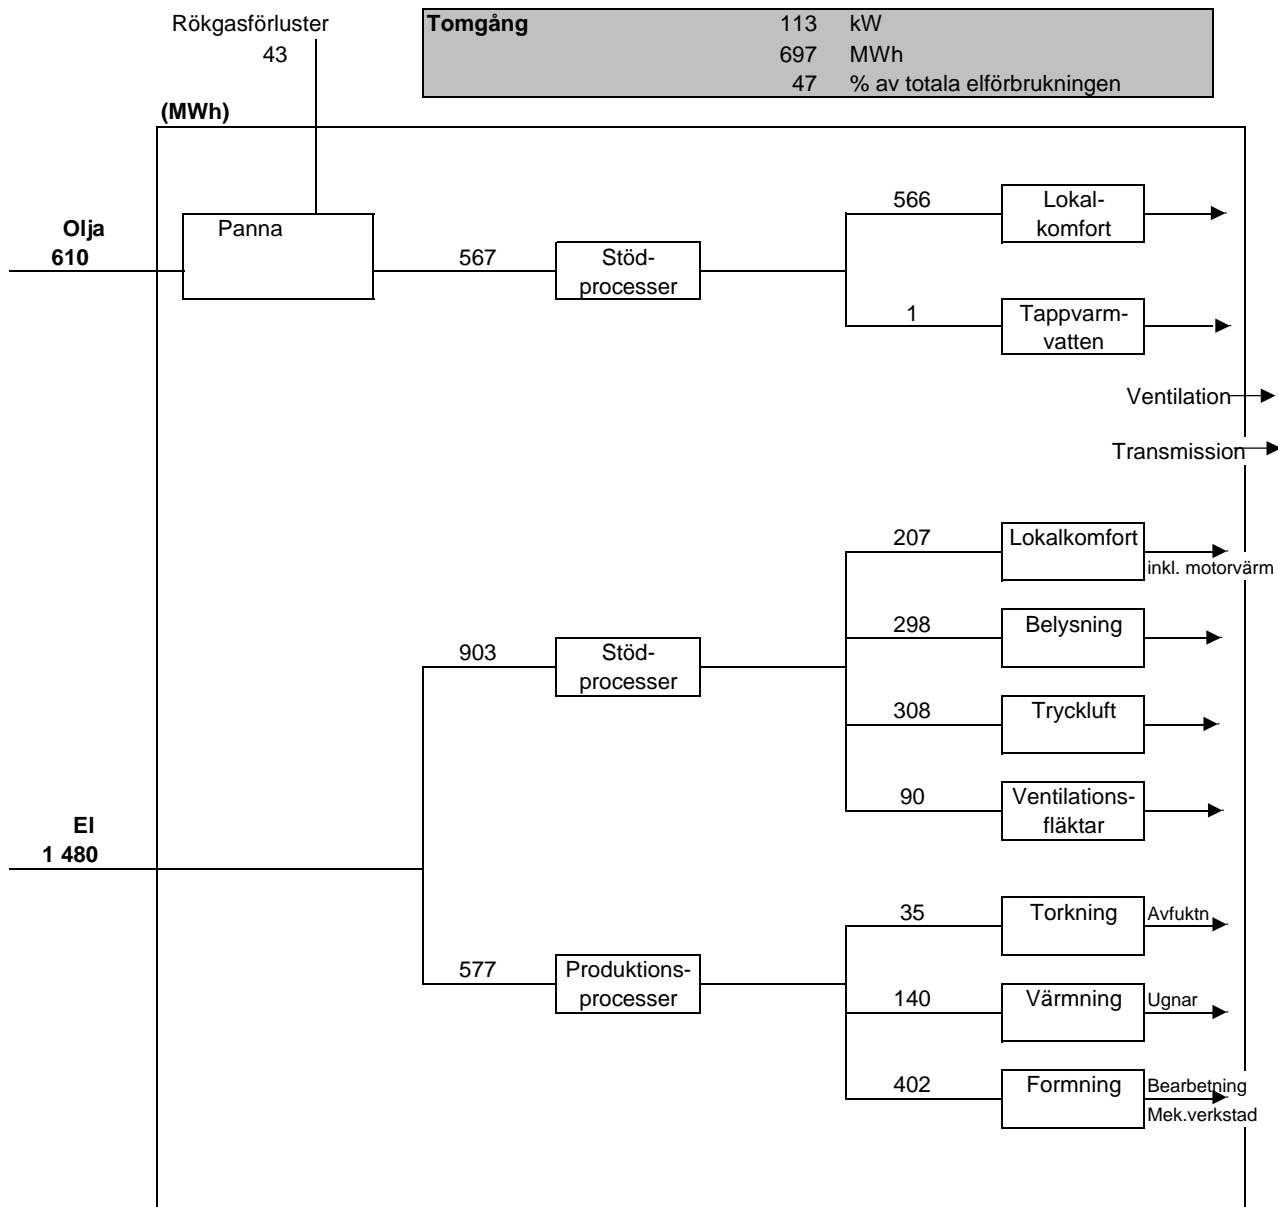 Rökgasförluster
43
Tomgång 113 kW
697 MWh
47 % av totala elförbrukningen
(MWh)
Olja
610
Panna
567
Stöd-
processer
566
Lokal-
komfort
1
Tappvarm-
vatten
Ventilation
Transmission
207
Lokalkomfort
inkl. motorvärm
298
Belysning
903
Stöd-
processer
308
Tryckluft
90
Ventilations-
fläktar
El
1 480
35
Torkning
Avfuktn
577
Produktions-
processer
140
Värmning
Ugnar
402
Formning
Bearbetning
Mek.verkstad